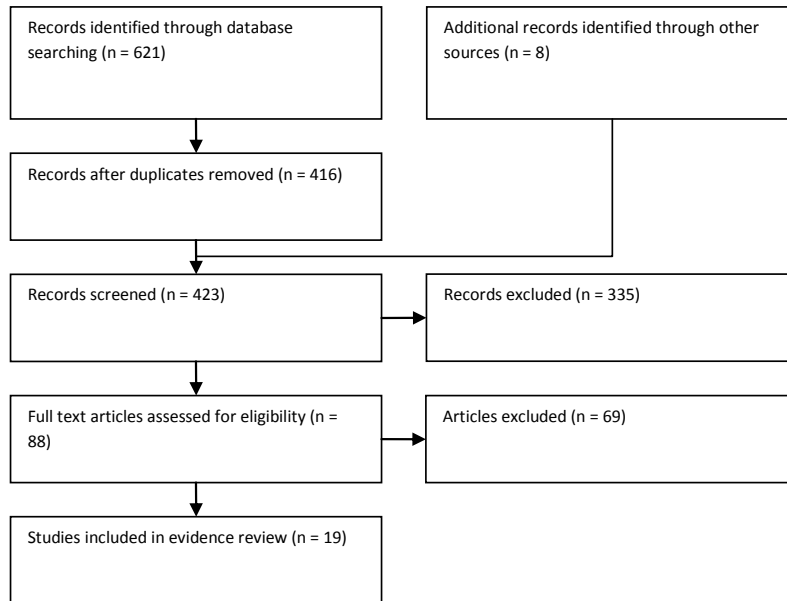 Records identified through database
searching (n = 621)
Additional records identified through other
sources (n = 8)
Records after duplicates removed (n = 416)
Records screened (n = 423)
Records excluded (n = 335)
Full text articles assessed for eligibility (n =
88)
Articles excluded (n = 69)
Studies included in evidence review (n = 19)